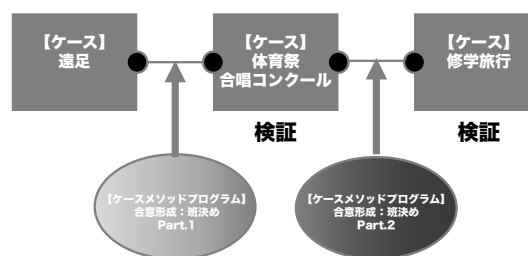 【ケース】
遠足
【ケース】
体育祭
合唱コンクール
【ケース】
修学旅行
検証
検証
【ケースメソッドプログラム】
合意形成:班決め
Part.1
【ケースメソッドプログラム】
合意形成:班決め
Part.2